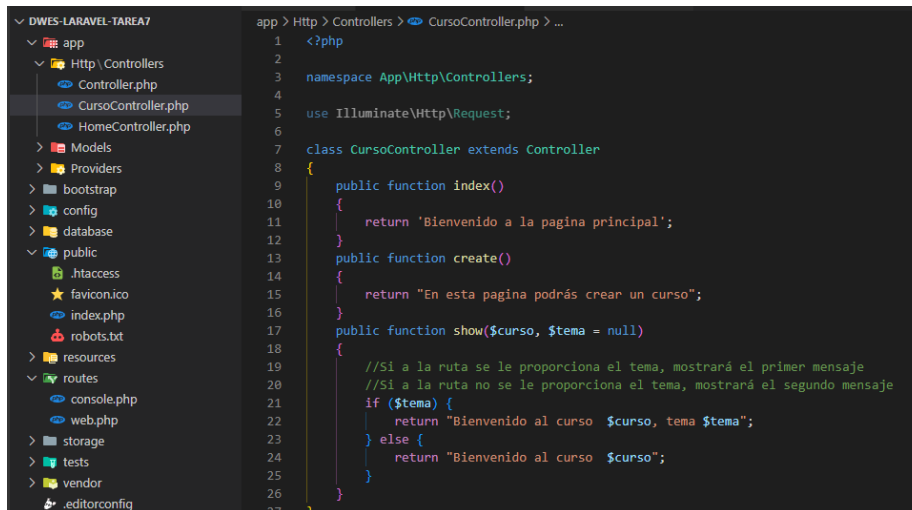 DWES-LARAVEL-TAREA7
app
Http\Controllers
Controller.php
CursoController.php
HomeController.php
Models
Providers
bootstrap
config
database
public
.htaccess
favicon.ico
index.php
robots.txt
resources
routes
console.php
web.php
storage
tests
vendor
.editorconfig
app > Http > Controllers > CursoController.php > ...
1 <?php
2
3 namespace App\Http\Controllers;
4
5 use Illuminate\Http\Request;
6
7 class CursoController extends Controller
8 {
9 public function index()
10 {
11 return 'Bienvenido a la pagina principal';
12 }
13 public function create()
14 {
15 return "En esta pagina podrás crear un curso";
16 }
17 public function show($curso, $tema = null)
18 {
19 //Si a la ruta se le proporciona el tema, mostrará el primer mensaje
20 //Si a la ruta no se le proporciona el tema, mostrará el segundo mensaje
21 if ($tema) {
22 return "Bienvenido al curso  $curso, tema $tema";
23 } else {
24 return "Bienvenido al curso  $curso";
25 }
26 }
27 }